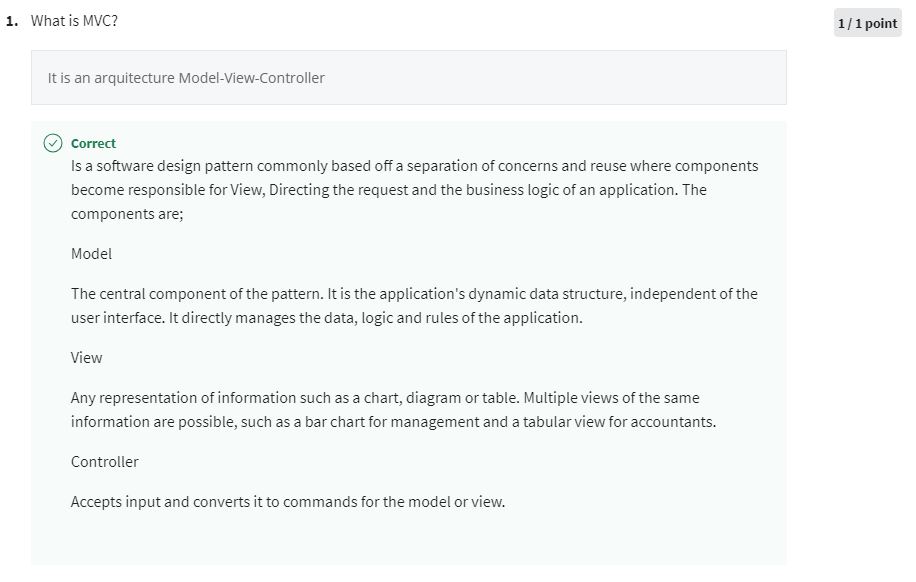 1. What is MVC?
1 / 1 point
It is an arquitecture Model-View-Controller
Correct
Is a software design pattern commonly based off a separation of concerns and reuse where components
become responsible for View, Directing the request and the business logic of an application. The
components are;
Model
The central component of the pattern. It is the application's dynamic data structure, independent of the
user interface. It directly manages the data, logic and rules of the application.
View
Any representation of information such as a chart, diagram or table. Multiple views of the same
information are possible, such as a bar chart for management and a tabular view for accountants.
Controller
Accepts input and converts it to commands for the model or view.